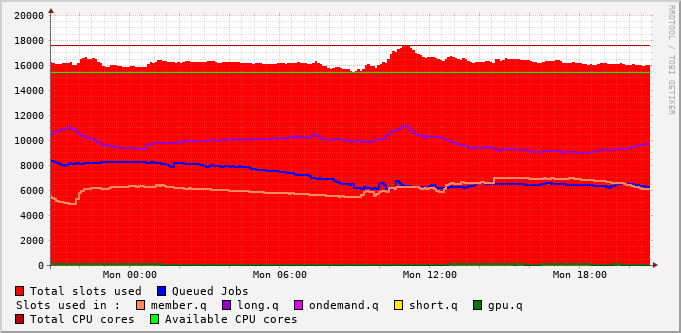 20000
18000
16000
14000
12000
10000
8000
6000
4000
2000
0
Mon 00:00 Mon 06:00 Mon 12:00 Mon 18:00
RRDTOOL / TOBI OETIKER
Total slots used Queued Jobs
Slots used in : member.q long.q ondemand.q short.q gpu.q
Total CPU cores Available CPU cores